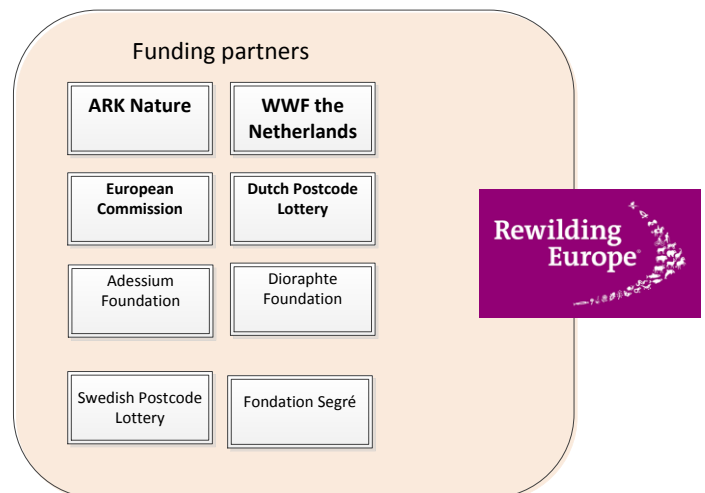 Funding partners
ARK Nature
WWF the
Netherlands
European
Commission
Dutch Postcode
Lottery
Adessium
Foundation
Dioraphte
Foundation
Swedish Postcode
Lottery
Fondation Segré
Rewilding
Europe